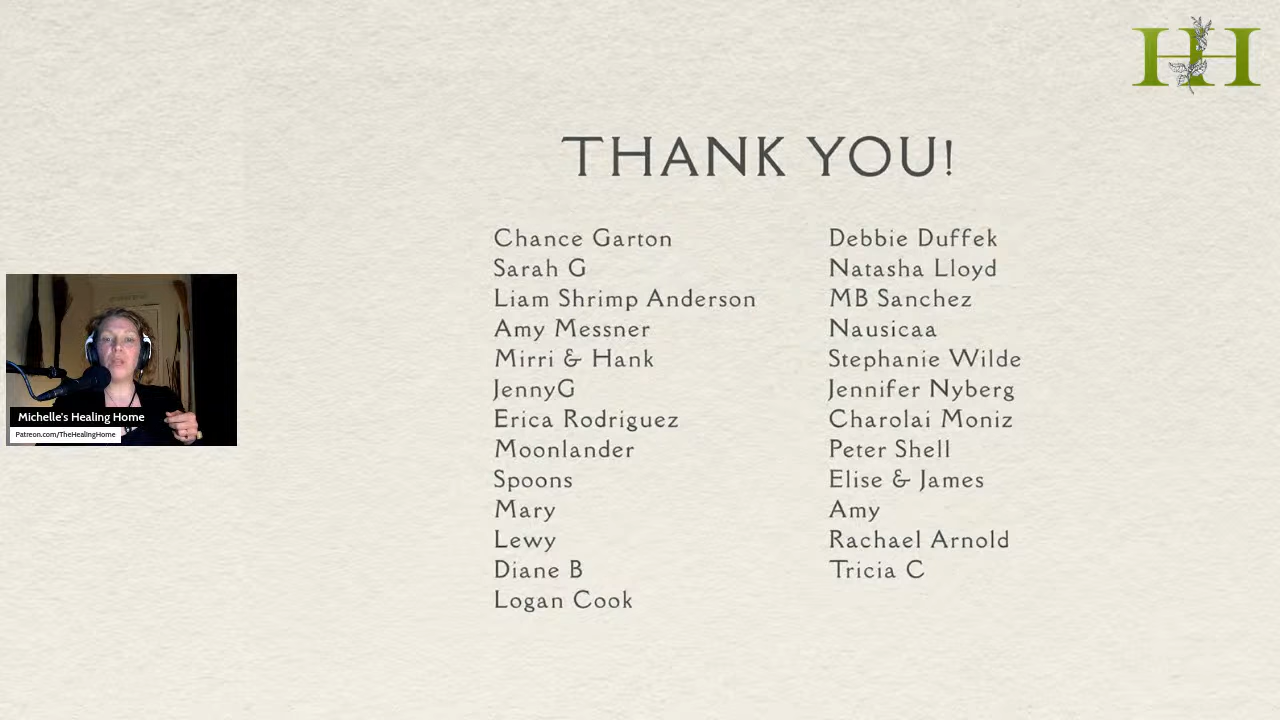 HH
THANK YOU!
Chance Garton
Sarah G
Liam Shrimp Anderson
Amy Messner
Mirri & Hank
JennyG
Erica Rodriguez
Moonlander
Spoons
Mary
Lewy
Diane B
Logan Cook
Debbie Duffek
Natasha Lloyd
MB Sanchez
Nausicaa
Stephanie Wilde
Jennifer Nyberg
Charolai Moniz
Peter Shell
Elise & James
Amy
Rachael Arnold
Tricia C
Michelle's Healing Home
Patreon.com/TheHealingHome